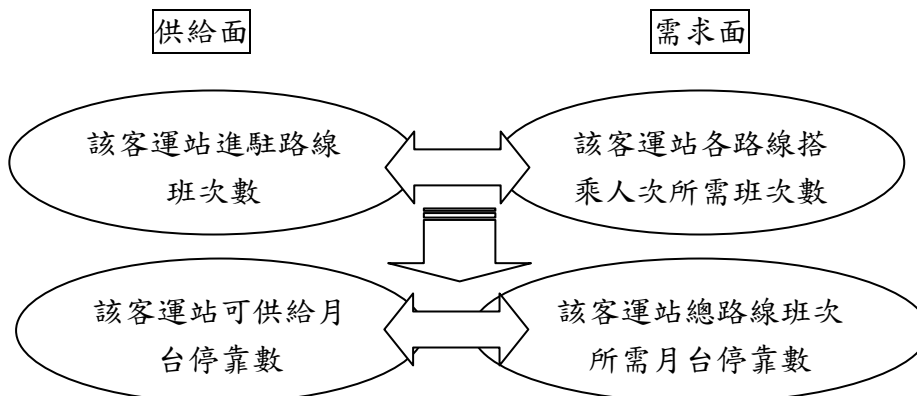 供給面
需求面
該客運站進駐路線
班次數
該客運站各路線搭
乘人次所需班次數
該客運站可供給月
台停靠數
該客運站總路線班次
所需月台停靠數